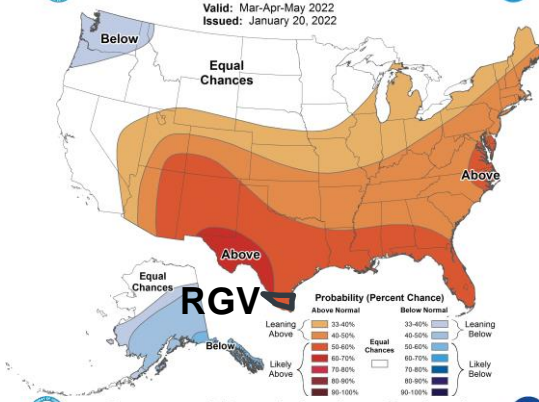 Valid: Mar-Apr-May 2022
Issued: January 20, 2022
Below
Equal
Chances
Above
Above
Equal
Chances
RGV
Below
Probability (Percent Chance)
Above Normal
Below Normal
Leaning
Above
33-40%
40-50%
Likely
Above
50-60%
60-70%
70-80%
80-90%
90-100%
Equal
Chances
33-40%
40-50%
Leaning
Below
50-60%
60-70%
70-80%
80-90%
90-100%
Likely
Below